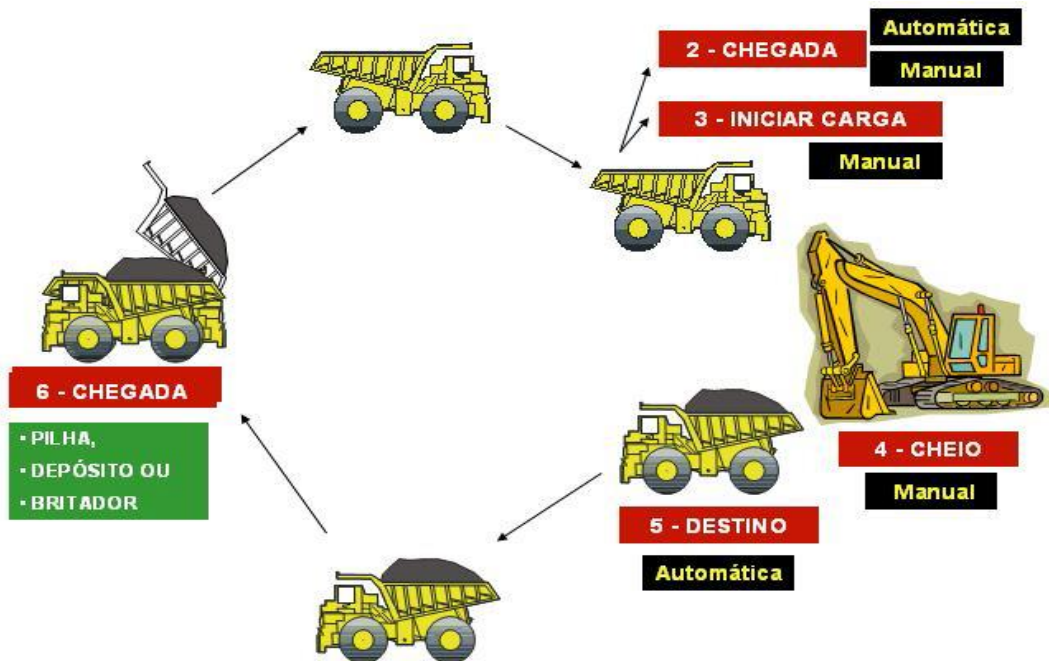 2 - CHEGADA
Automática
Manual
3 - INICIAR CARGA
Manual
6 - CHEGADA
• PILHA,
• DEPÓSITO OU
• BRITADOR
4 - CHEIO
Manual
5 - DESTINO
Automática